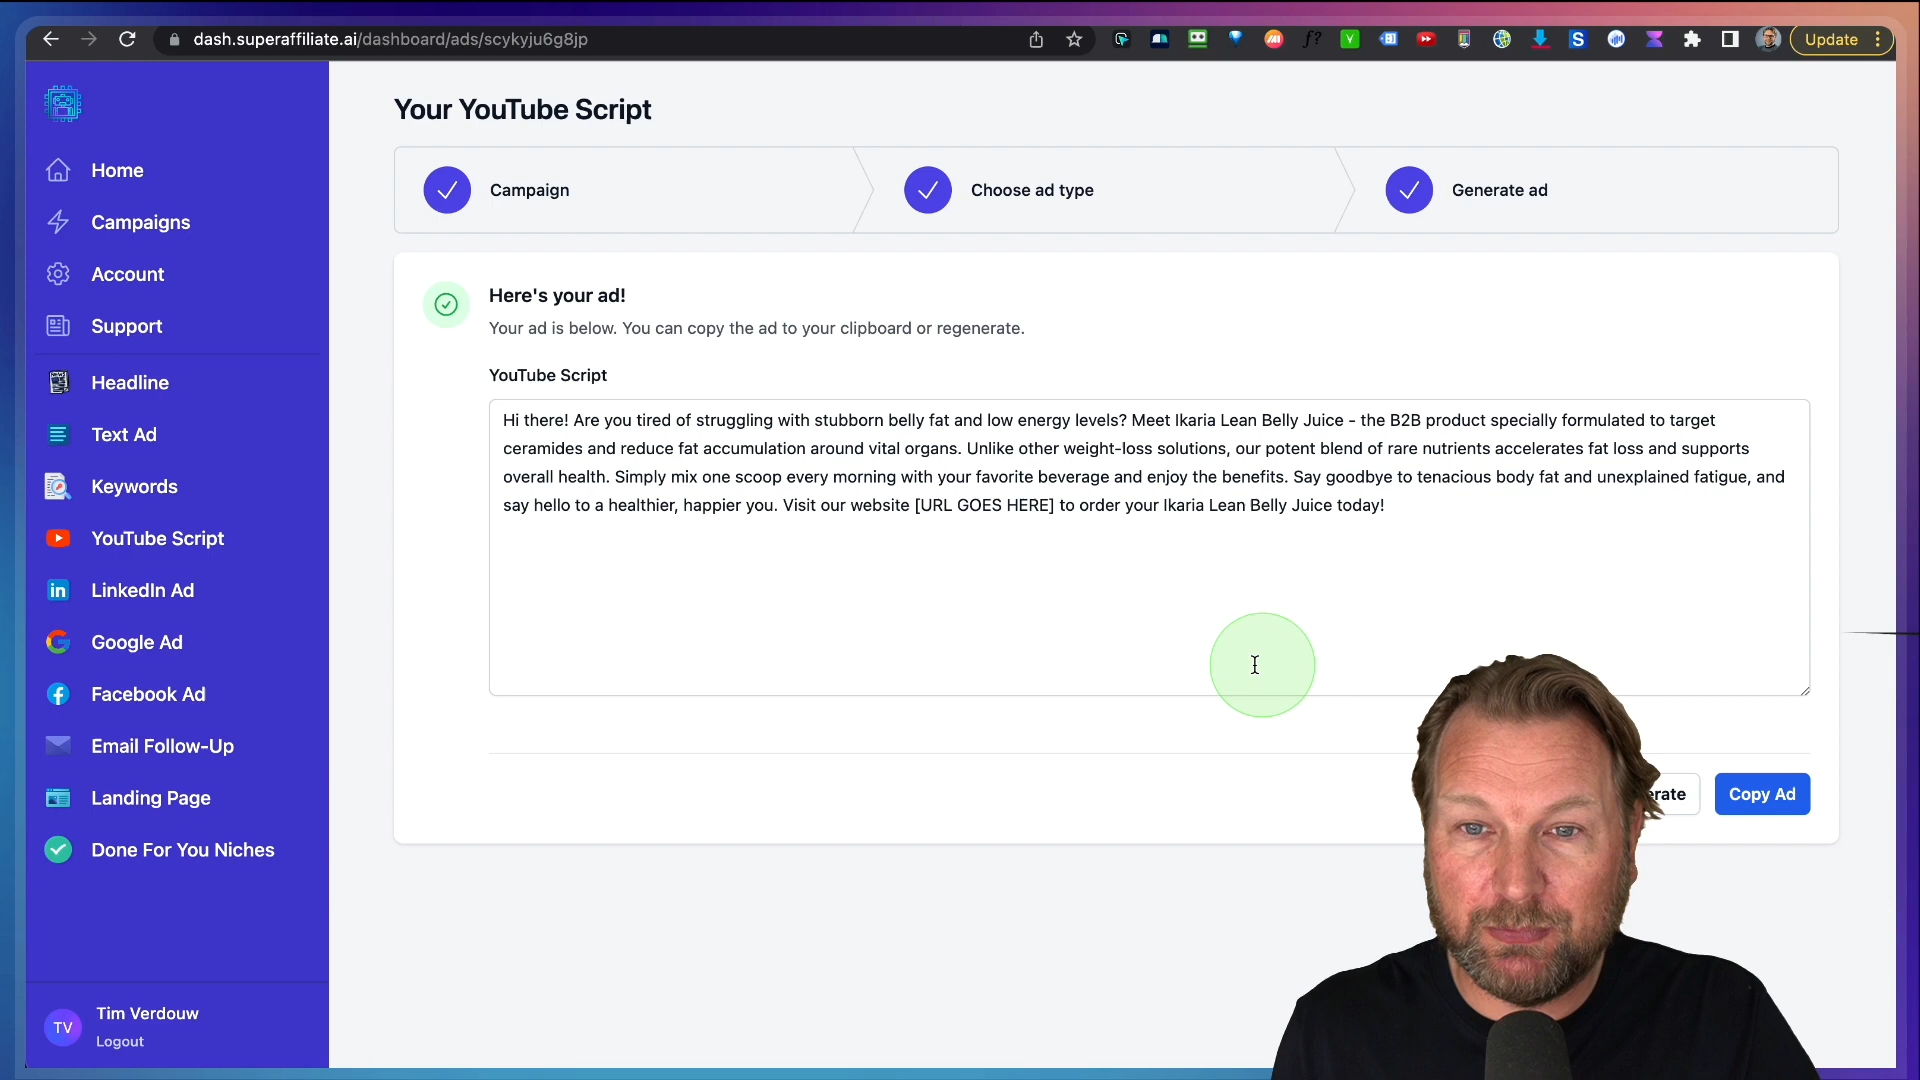 dash.superaffiliate.ai/dashboard/ads/scykyju6g8jp
Update
Your YouTube Script
Home
Campaigns
Account
Support
Headline
Text Ad
Keywords
YouTube Script
LinkedIn Ad
Google Ad
Facebook Ad
Email Follow-Up
Landing Page
Done For You Niches
TV
Tim Verdouw
Logout
Campaign
Choose ad type
Generate ad
Here's your ad!
Your ad is below. You can copy the ad to your clipboard or regenerate.
YouTube Script
Hi there! Are you tired of struggling with stubborn belly fat and low energy levels? Meet Ikaria Lean Belly Juice - the B2B product specially formulated to target
ceramides and reduce fat accumulation around vital organs. Unlike other weight-loss solutions, our potent blend of rare nutrients accelerates fat loss and supports
overall health. Simply mix one scoop every morning with your favorite beverage and enjoy the benefits. Say goodbye to tenacious body fat and unexplained fatigue, and
say hello to a healthier, happier you. Visit our website [URL GOES HERE] to order your Ikaria Lean Belly Juice today!
erate
Copy Ad